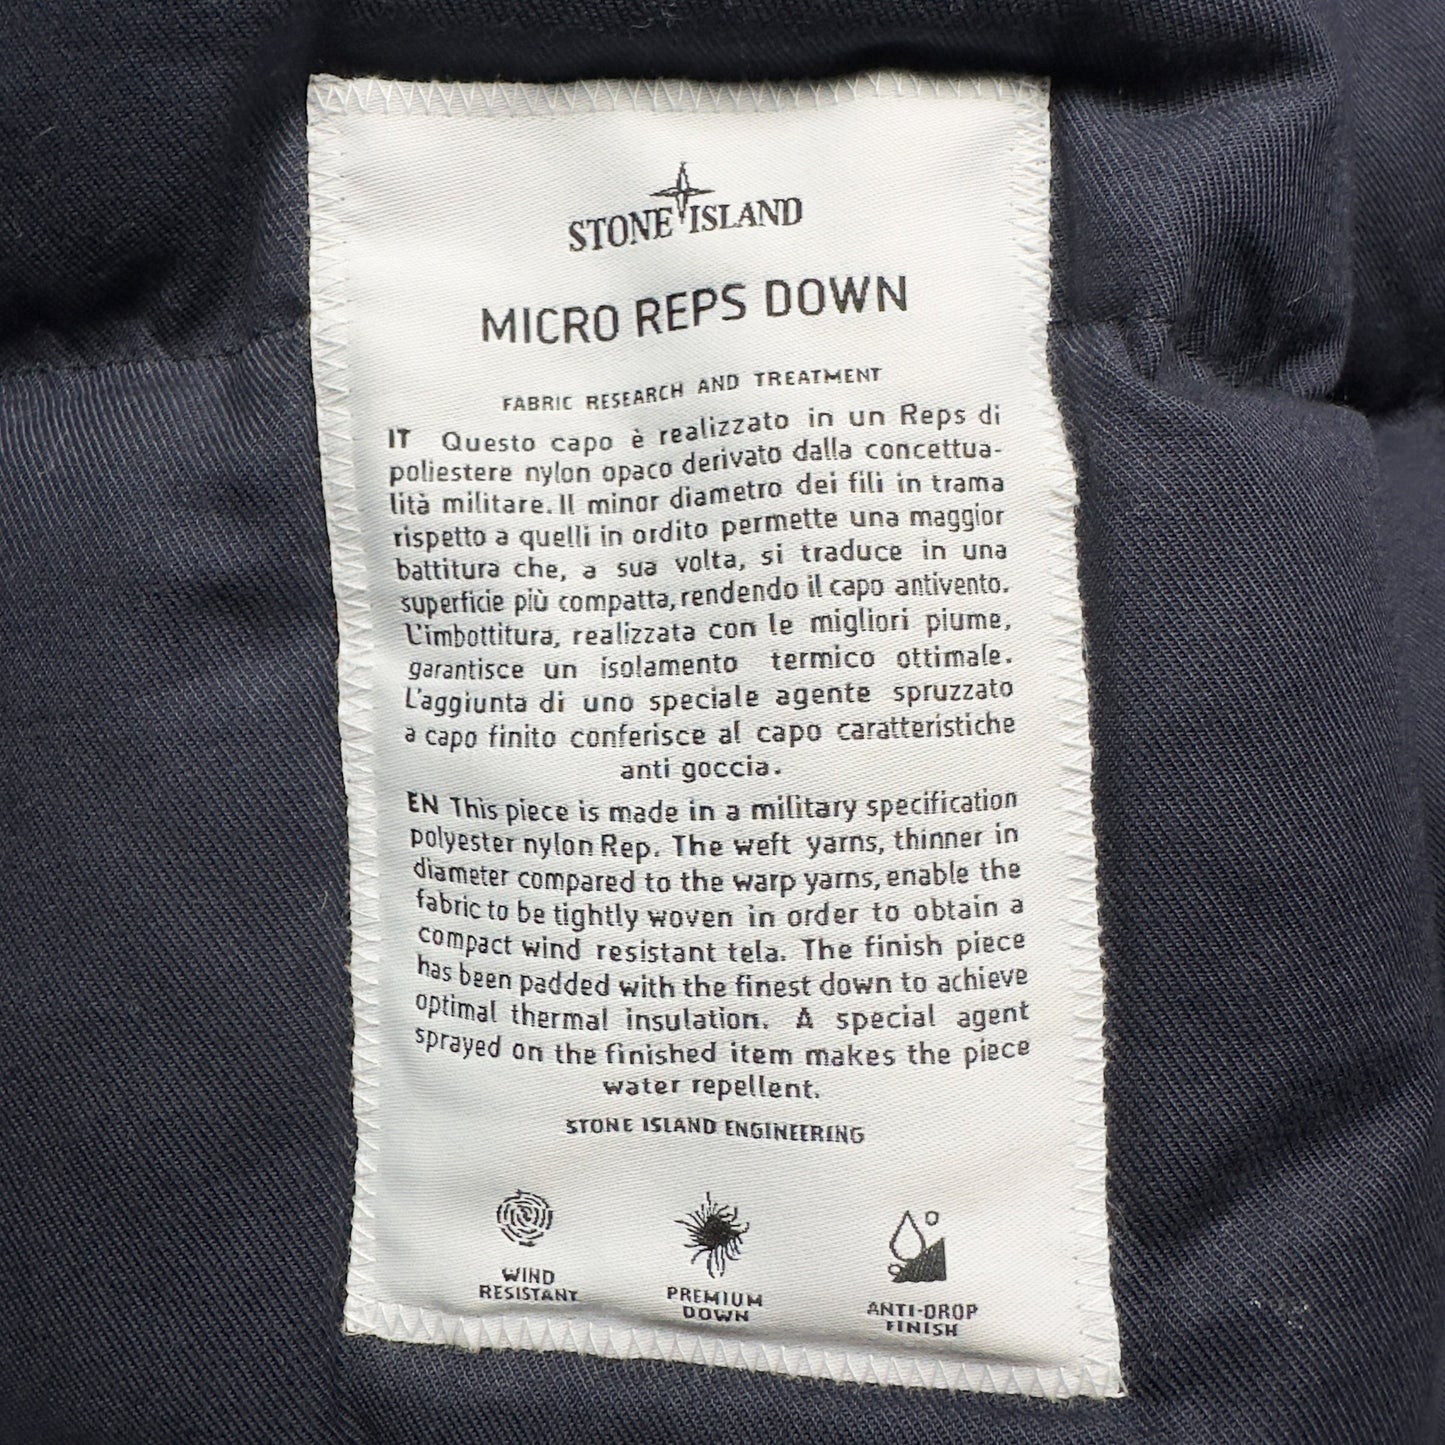 STONE ISLAND
MICRO REPS DOWN
FABRIC RESEARCH AND TREATMENT
IT Questo capo è realizzato in un Reps di
poliestere nylon opaco derivato dalla concettua-
lità militare. Il minor diametro dei fili in trama
rispetto a quelli in ordito permette una maggior
battitura che, a sua volta, si traduce in una
superficie più compatta, rendendo il capo antivento.
L'imbottitura, realizzata con le migliori piume,
garantisce un isolamento termico ottimale.
L'aggiunta di uno speciale agente spruzzato
a capo finito conferisce al capo caratteristiche
anti goccia.
EN This piece is made in a military specification
polyester nylon Rep. The weft yarns, thinner in
diameter compared to the warp yarns, enable the
fabric to be tightly woven in order to obtain a
compact wind resistant tela. The finish piece
has been padded with the finest down to achieve
optimal thermal insulation. A special agent
sprayed on the finished item makes the piece
water repellent.
STONE ISLAND ENGINEERING
WIND
RESISTANT
PREMIUM
DOWN
ANTI-DROP
FINISH